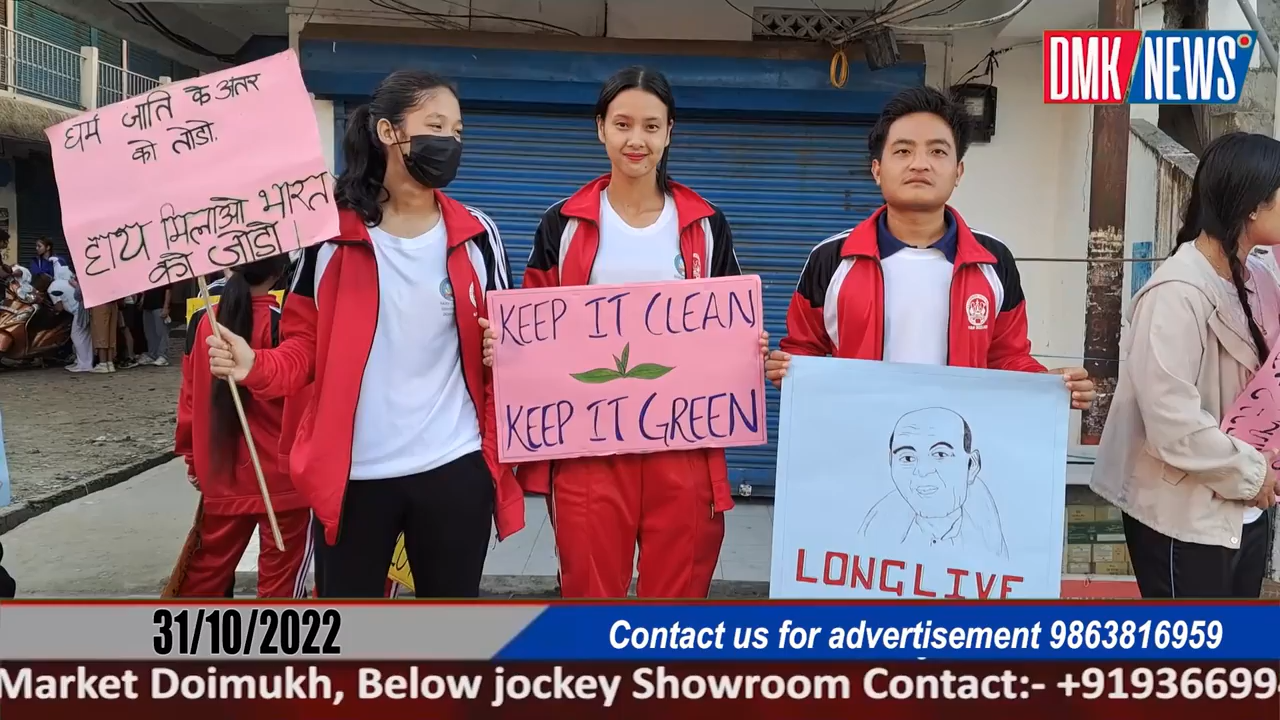 DMK NEWS
धर्म जाति के अंतर
को तोडो.
हाथ मिलाओ भारत
को जोडो।
KEEP IT CLEAN
KEEP IT GREEN
LONG LIVE
31/10/2022
Contact us for advertisement 9863816959
Market Doimukh, Below jockey Showroom Contact:- +91936699